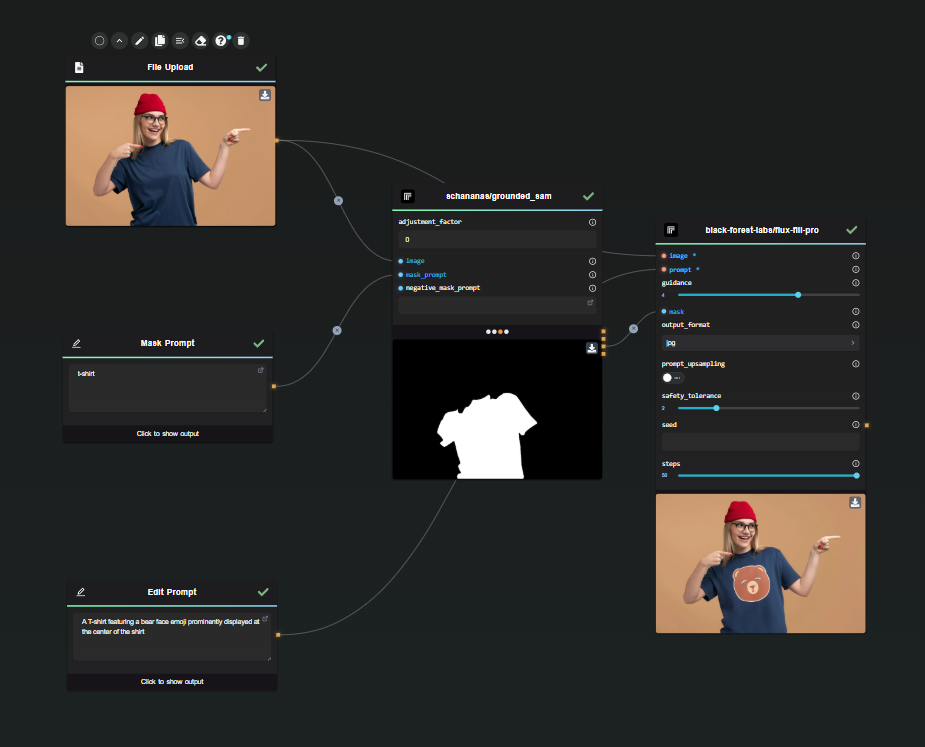 File Upload
schananas/grounded_sam
adjustment_factor
0
image
mask_prompt
negative_mask_prompt
black-forest-labs/flux-fill-pro
image *
prompt *
guidance
4
mask
output_format
jpg
prompt_upsampling
safety_tolerance
2
seed
steps
50
Mask Prompt
t-shirt
Click to show output
Edit Prompt
A T-shirt featuring a bear face emoji prominently displayed at
the center of the shirt
Click to show output